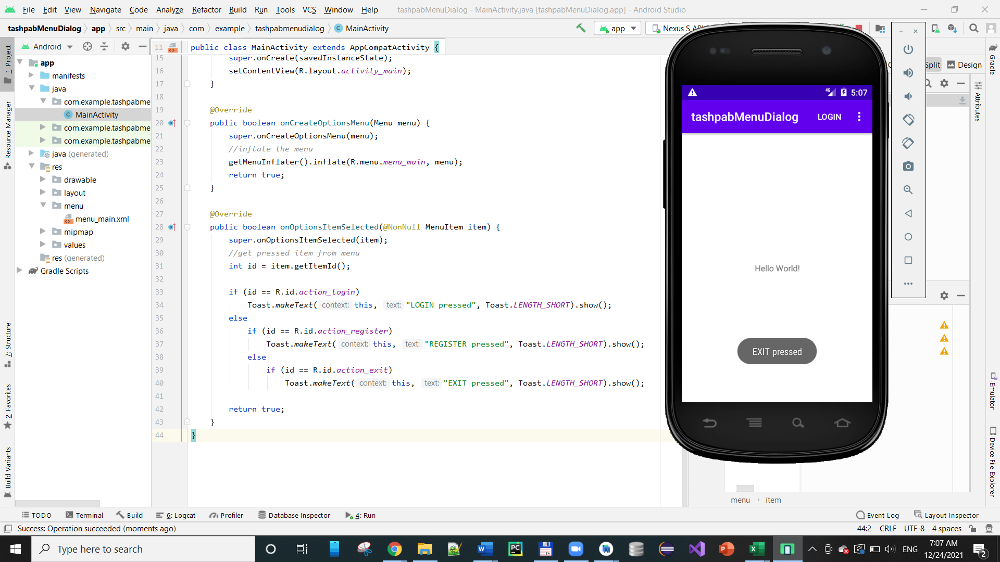 File Edit View Navigate Code Analyze Refactor Build Run Tools VCS Window Help tashpabMenuDialog - MainActivity.java [tashpabMenuDialog.app] - Android Studio
tashpabMenuDialog app src main java com example tashpabmenudialog MainActivity app Nexus S
Android
1: Project
Resource Manager
7: Structure
2: Favorites
Build Variants
app
manifests
java
com.example.tashpabme
MainActivity
com.example.tashpabme
com.example.tashpabme
java (generated)
res
drawable
layout
menu
menu_main.xml
mipmap
values
res (generated)
Gradle Scripts
11 public class MainActivity extends AppCompatActivity {
15 super.onCreate(savedInstanceState);
16 setContentView(R.layout.activity_main);
17 }
18
19 @Override
20 public boolean onCreateOptionsMenu(Menu menu) {
21 super.onCreateOptionsMenu(menu);
22 //inflate the menu
23 getMenuInflater().inflate(R.menu.menu_main, menu);
24 return true;
25 }
26
27 @Override
28 public boolean onOptionsItemSelected(@NonNull MenuItem item) {
29 super.onOptionsItemSelected(item);
30 //get pressed item from menu
31 int id = item.getItemId();
32
33 if (id == R.id.action_login)
34 Toast.makeText( context: this, text: "LOGIN pressed", Toast.LENGTH_SHORT).show();
35 else
36 if (id == R.id.action_register)
37 Toast.makeText( context: this, text: "REGISTER pressed", Toast.LENGTH_SHORT).show();
38 else
39 if (id == R.id.action_exit)
40 Toast.makeText( context: this, text: "EXIT pressed", Toast.LENGTH_SHORT).show();
41
42 return true;
43 }
44 }
4G 5:07
tashpabMenuDialog LOGIN
Hello World!
EXIT pressed
Split Design
Gradle
Attributes
Emulator
Device File Explorer
menu item
TODO Terminal Build 6: Logcat Profiler Database Inspector 4: Run Event Log Layout Inspector
Success: Operation succeeded (moments ago) 44:2 CRLF UTF-8 4 spaces
Type here to search ENG 7:07 AM
12/24/2021
2